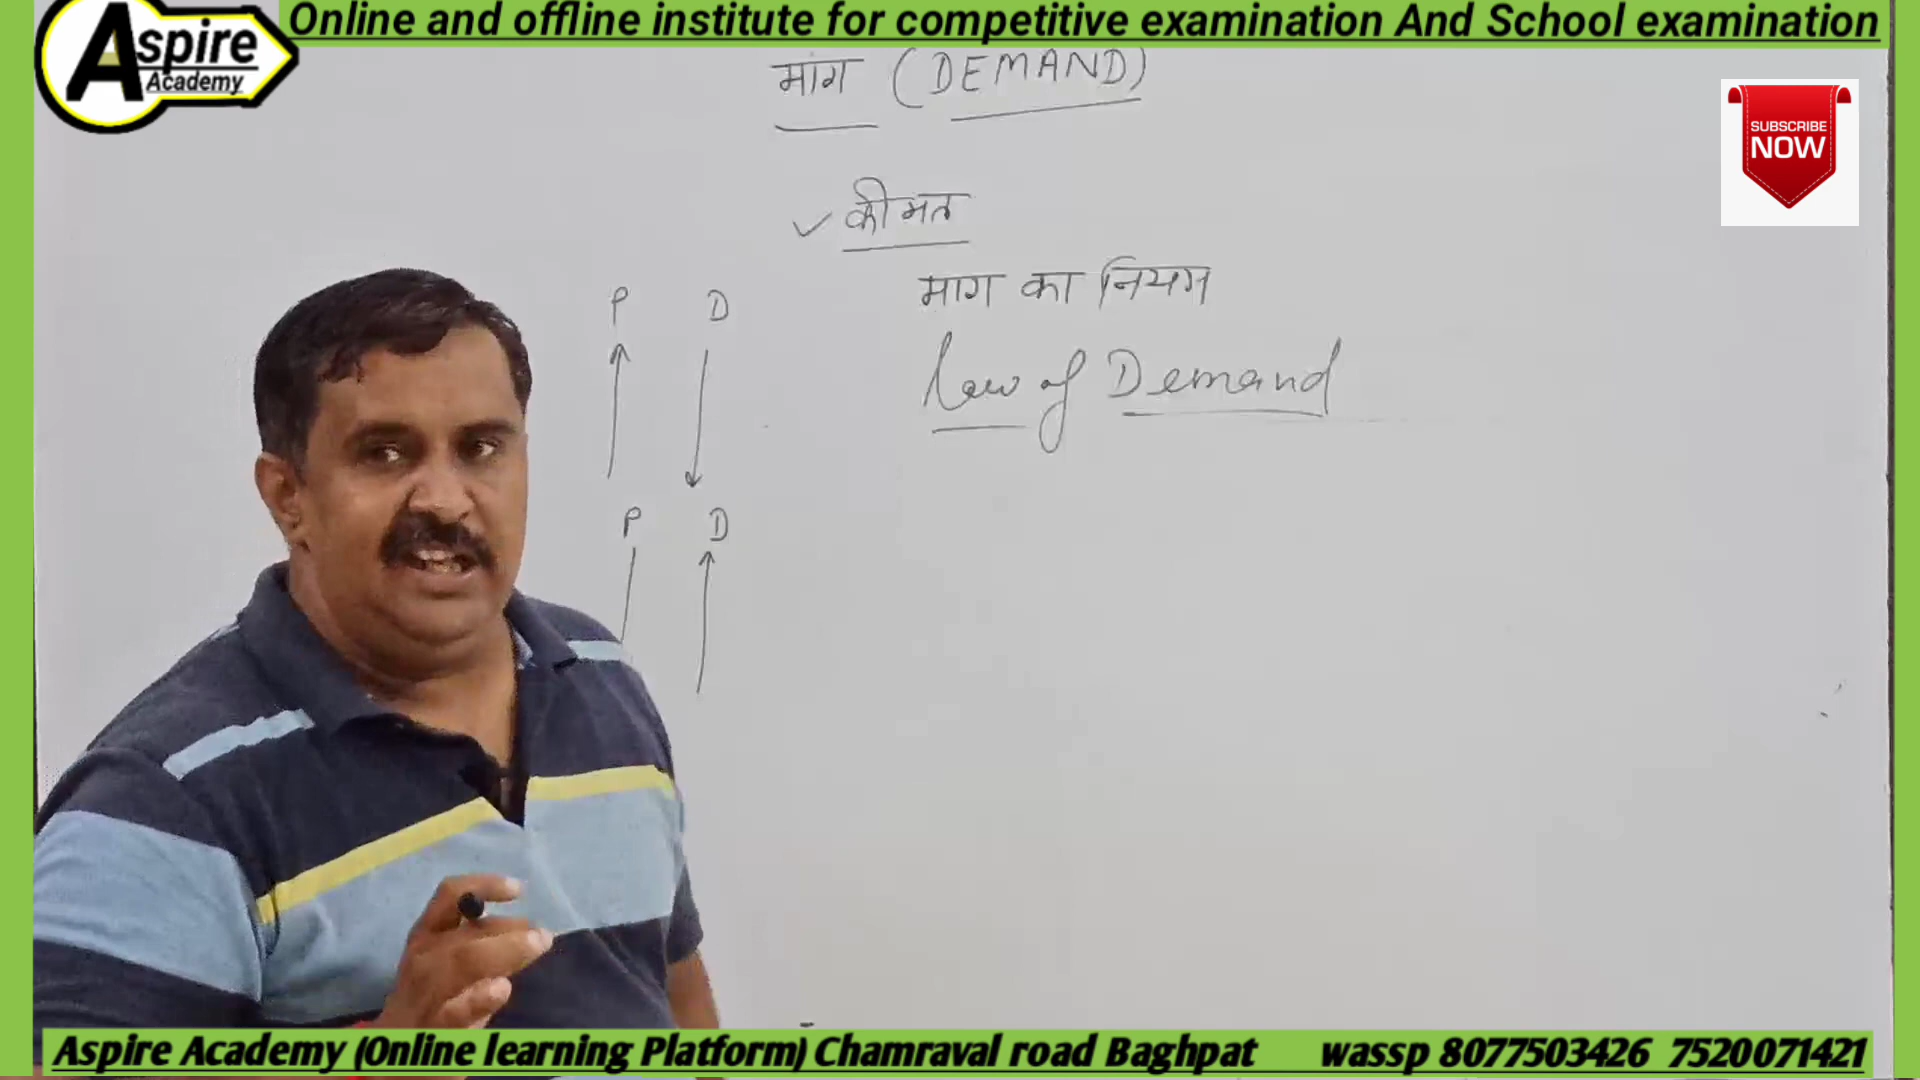 Online and offline institute for competitive examination And School examination
Aspire
Academy
SUBSCRIBE
NOW
मांग (DEMAND)
कीमत
माग का नियम
P D
law of Demand
P D
Aspire Academy (Online learning Platform) Chamraval road Baghpat wassp 8077503426 7520071421